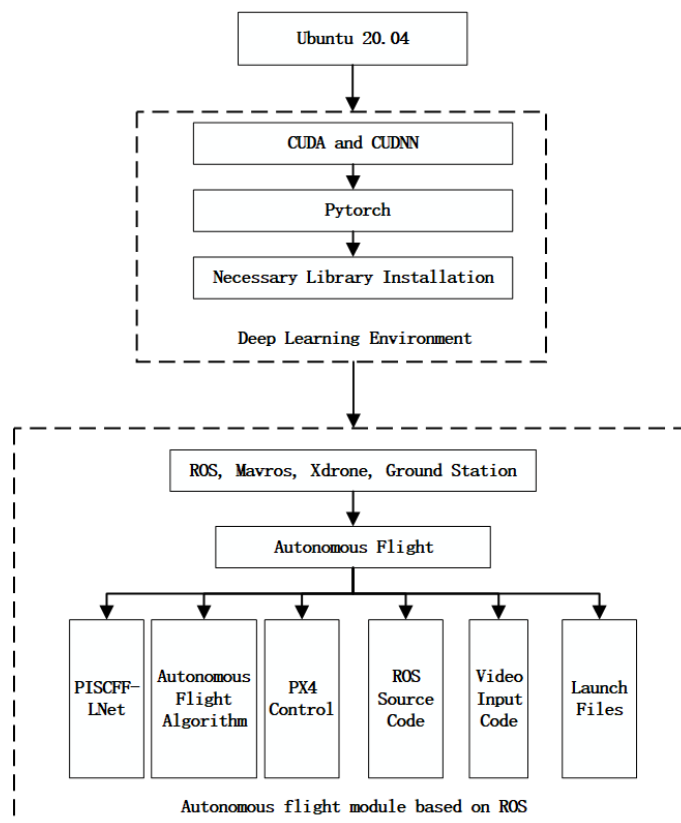 Ubuntu 20.04
CUDA and CUDNN
Pytorch
Necessary Library Installation
Deep Learning Environment
ROS, Mavros, Xdrone, Ground Station
Autonomous Flight
PISCFF-
LNet
Autonomous
Flight
Algorithm
PX4
Control
ROS
Source
Code
Video
Input
Code
Launch
Files
Autonomous flight module based on ROS